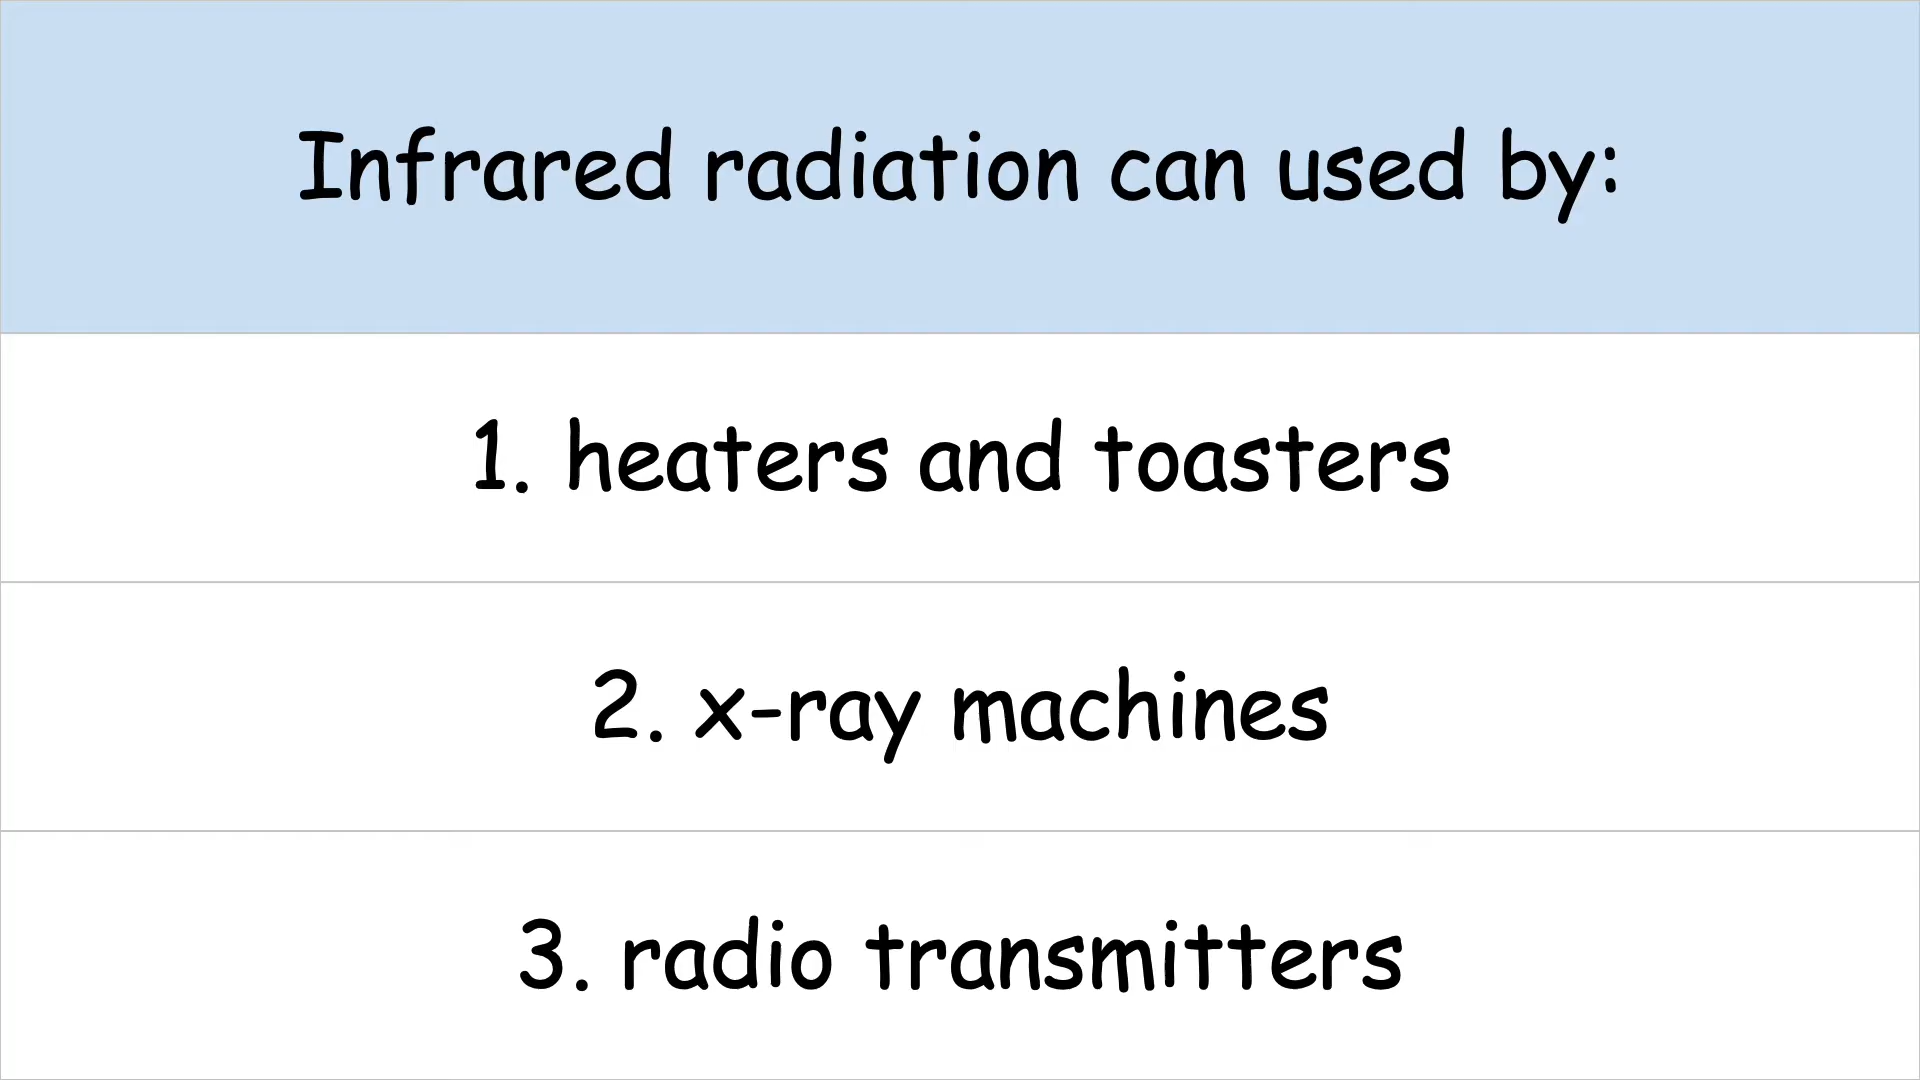 Infrared radiation can used by:
1. heaters and toasters
2. x-ray machines
3. radio transmitters